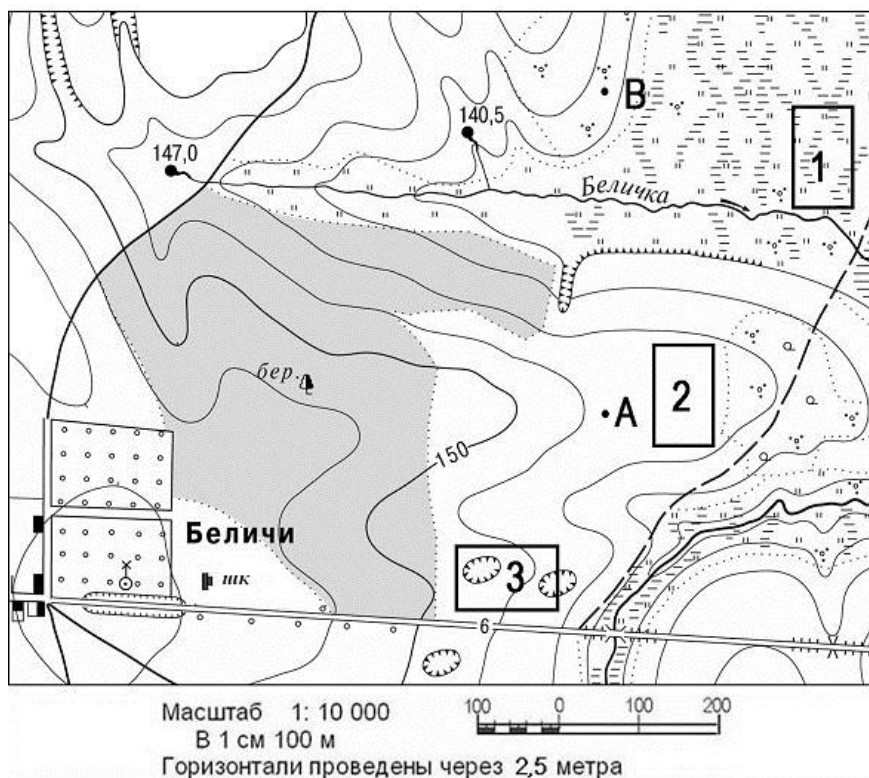 147,0
140,5
В
1
Беличка
бер.
А
2
150
Беличи
шк
3
6
Масштаб 1: 10 000
В 1 см 100 м
Горизонтали проведены через 2,5 метра
100 0 100 200